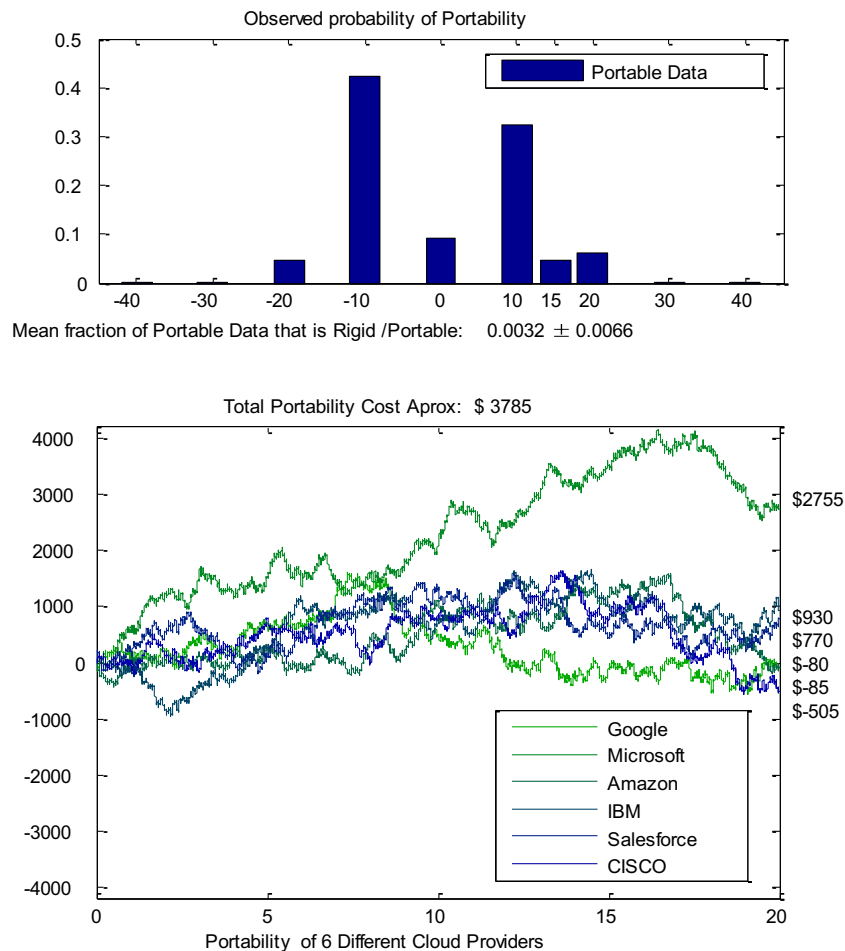 Observed probability of Portability
0.5
0.4
0.3
0.2
0.1
0
Portable Data
-40 -30 -20 -10 0 10 15 20 30 40
Mean fraction of Portable Data that is Rigid /Portable: 0.0032 ± 0.0066
Total Portability Cost Aprox: $ 3785
4000
3000
2000
1000
0
-1000
-2000
-3000
-4000
$2755
$930
$770
$-80
$-85
$-505
Google
Microsoft
Amazon
IBM
Salesforce
CISCO
0 5 10 15 20
Portability of 6 Different Cloud Providers